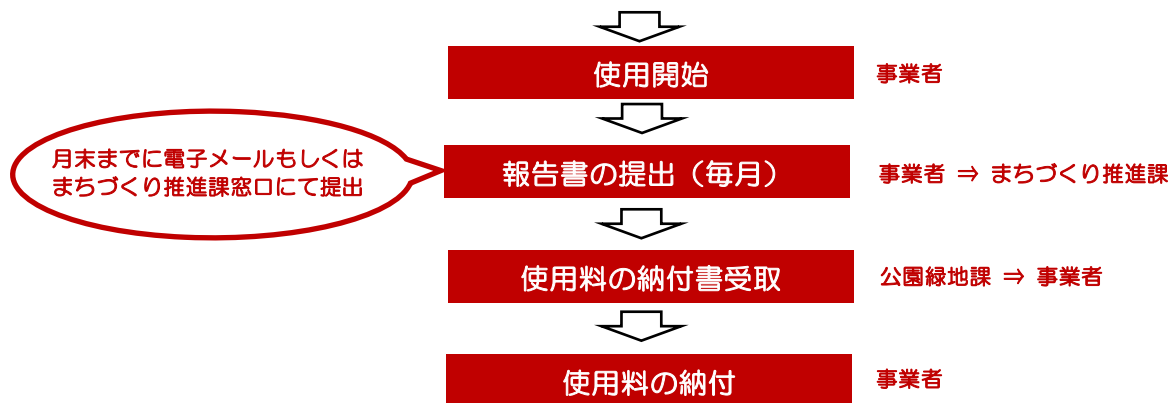 使用開始
事業者
月末までに電子メールもしくは
まちづくり推進課窓口にて提出
報告書の提出（毎月）
事業者 ⇒ まちづくり推進課
使用料の納付書受取
公園緑地課 ⇒ 事業者
使用料の納付
事業者